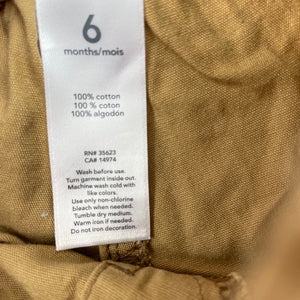 6
months/mois
100% cotton
100 % coton
100% algodón
RN# 35623
CA# 14974
Wash before use.
Turn garment inside out.
Machine wash cold with
like colors.
Use only non-chlorine
bleach when needed.
Tumble dry medium.
Warm iron if needed.
Do not iron decoration.